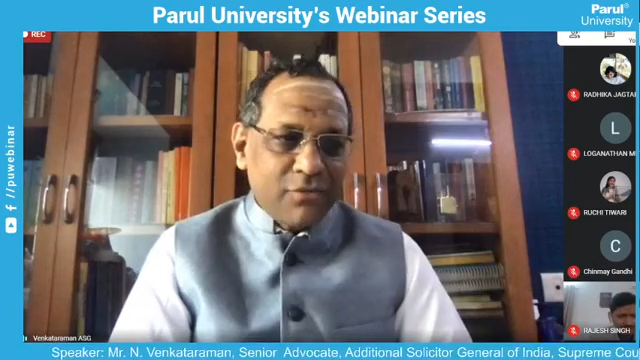 Parul University's Webinar Series
Parul®
University
REC
Yo
RADHIKA JAGTAI
L
LOGANATHAN M
RUCHI TIWARI
C
Chinmay Gandhi
RAJESH SINGH
f //puwebinar
Venkataraman ASG
Speaker: Mr. N. Venkataraman, Senior Advocate, Additional Solicitor General of India, Supreme Cou